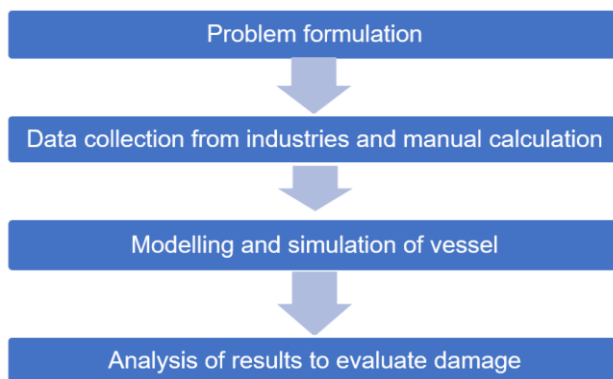 Problem formulation
Data collection from industries and manual calculation
Modelling and simulation of vessel
Analysis of results to evaluate damage